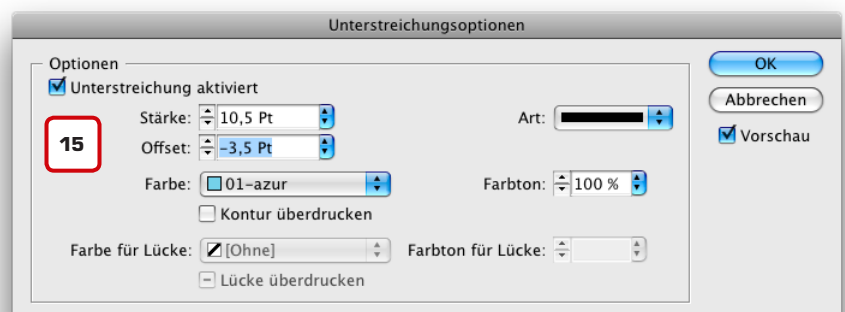 Unterstreichungsoptionen
Optionen
Unterstreichung aktiviert
Stärke: 10,5 Pt Art:
15
Offset: -3,5 Pt
Farbe: 01-azur Farbton: 100 %
Kontur überdrucken
Farbe für Lücke: [Ohne] Farbton für Lücke:
Lücke überdrucken
OK
Abbrechen
Vorschau